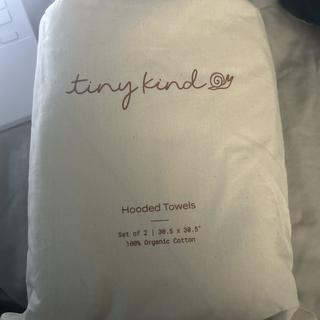 tiny kind
Hooded Towels
Set of 2 | 30.5 x 30.5"
100% Organic Cotton